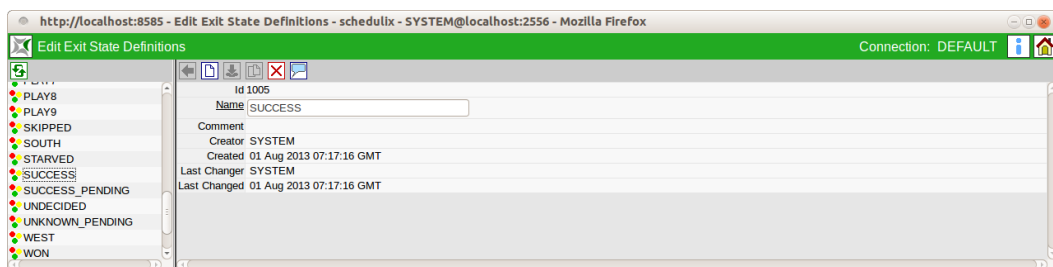 http://localhost:8585 - Edit Exit State Definitions - schedulix - SYSTEM@localhost:2556 - Mozilla Firefox
Edit Exit State Definitions Connection: DEFAULT
PLAY8
PLAY9
SKIPPED
SOUTH
STARVED
SUCCESS
SUCCESS_PENDING
UNDECIDED
UNKNOWN_PENDING
WEST
WON
Id 1005
Name SUCCESS
Comment
Creator SYSTEM
Created 01 Aug 2013 07:17:16 GMT
Last Changer SYSTEM
Last Changed 01 Aug 2013 07:17:16 GMT